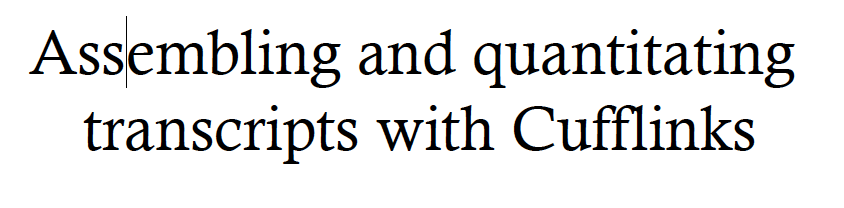 Assembling and quantitating
transcripts with Cufflinks